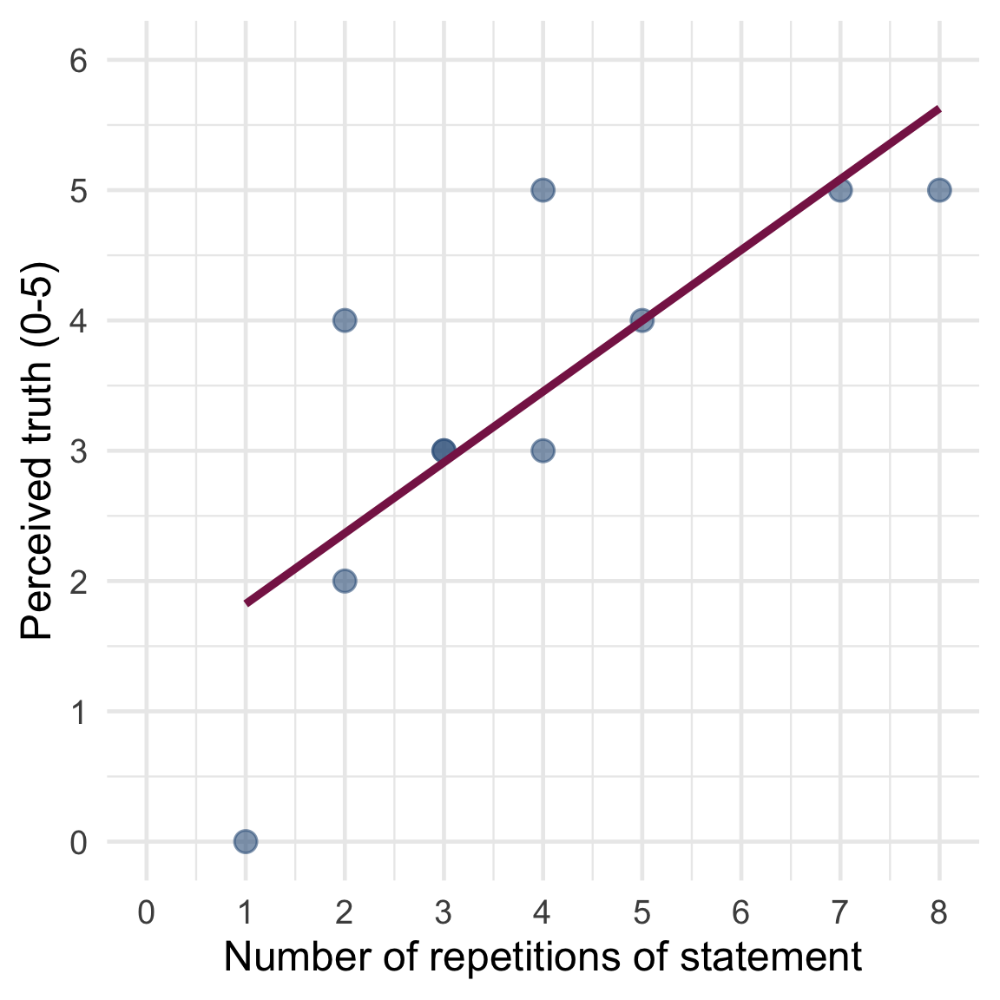 6
5
4
3
2
1
0
Perceived truth (0-5)
0 1 2 3 4 5 6 7 8
Number of repetitions of statement